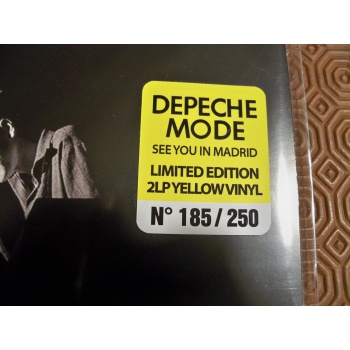 DEPECHE
MODE
SEE YOU IN MADRID
LIMITED EDITION
2LP YELLOW VINYL
N° 185 / 250